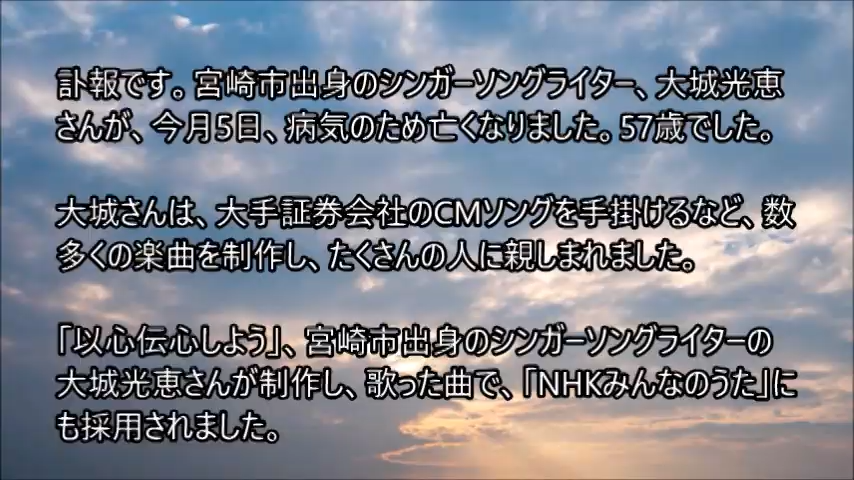 訃報です。宮崎市出身のシンガーソングライター、大城光恵
さんが、今月5日、病気のため亡くなりました。57歳でした。
大城さんは、大手証券会社のCMソングを手掛けるなど、数
多くの楽曲を制作し、たくさんの人に親しまれました。
「以心伝心しよう」、宮崎市出身のシンガーソングライターの
大城光恵さんが制作し、歌った曲で、「NHKみんなのうた」に
も採用されました。